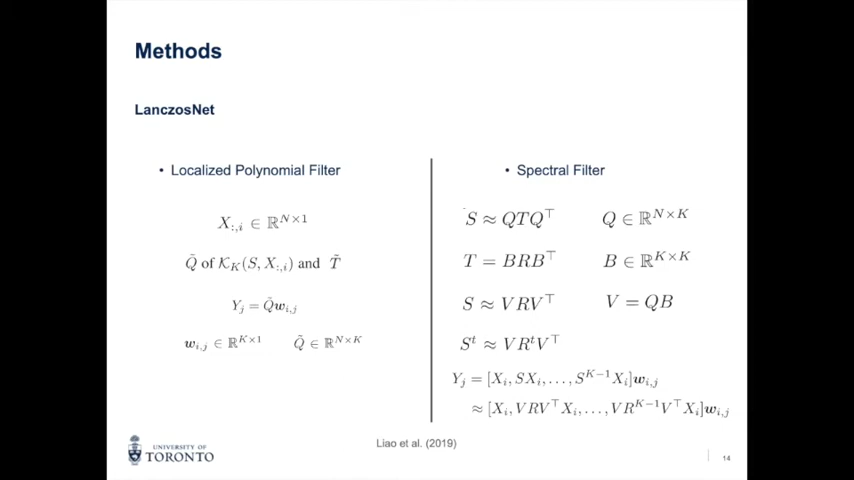 Methods
LanczosNet
• Localized Polynomial Filter
X_{:,i} ∈ ℝ^{N×1}
Q̃ of 𝒦_K(S, X_{:,i}) and T̃
Y_j = Q̃w_{i,j}
w_{i,j} ∈ ℝ^{K×1} Q̃ ∈ ℝ^{N×K}
• Spectral Filter
S ≈ QTQ^⊤ Q ∈ ℝ^{N×K}
T = BRB^⊤ B ∈ ℝ^{K×K}
S ≈ VRV^⊤ V = QB
S^t ≈ VR^tV^⊤
Y_j = [X_i, SX_i, . . . , S^{K−1}X_i]w_{i,j}
≈ [X_i, VRV^⊤X_i, . . . , VR^{K−1}V^⊤X_i]w_{i,j}
Liao et al. (2019)
UNIVERSITY OF
TORONTO
14